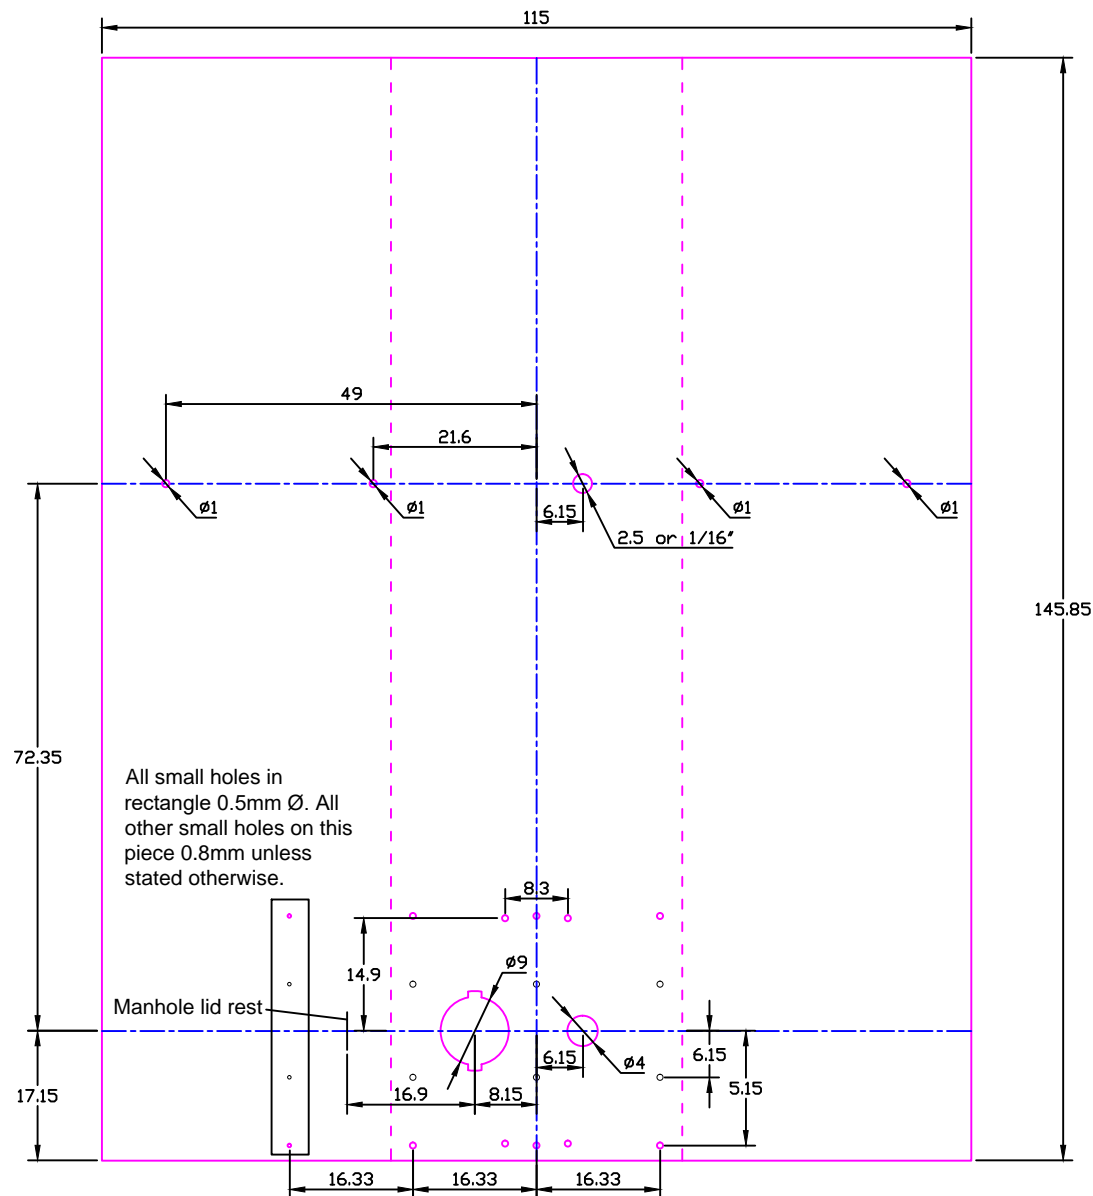 115
49
21.6
ø1
ø1
ø1
ø1
6.15
2.5 or 1/16"
145.85
72.35
All small holes in
rectangle 0.5mm Ø. All
other small holes on this
piece 0.8mm unless
stated otherwise.
8.3
ø9
14.9
Manhole lid rest
6.15
ø4
6.15
5.15
17.15
16.9
8.15
16.33
16.33
16.33